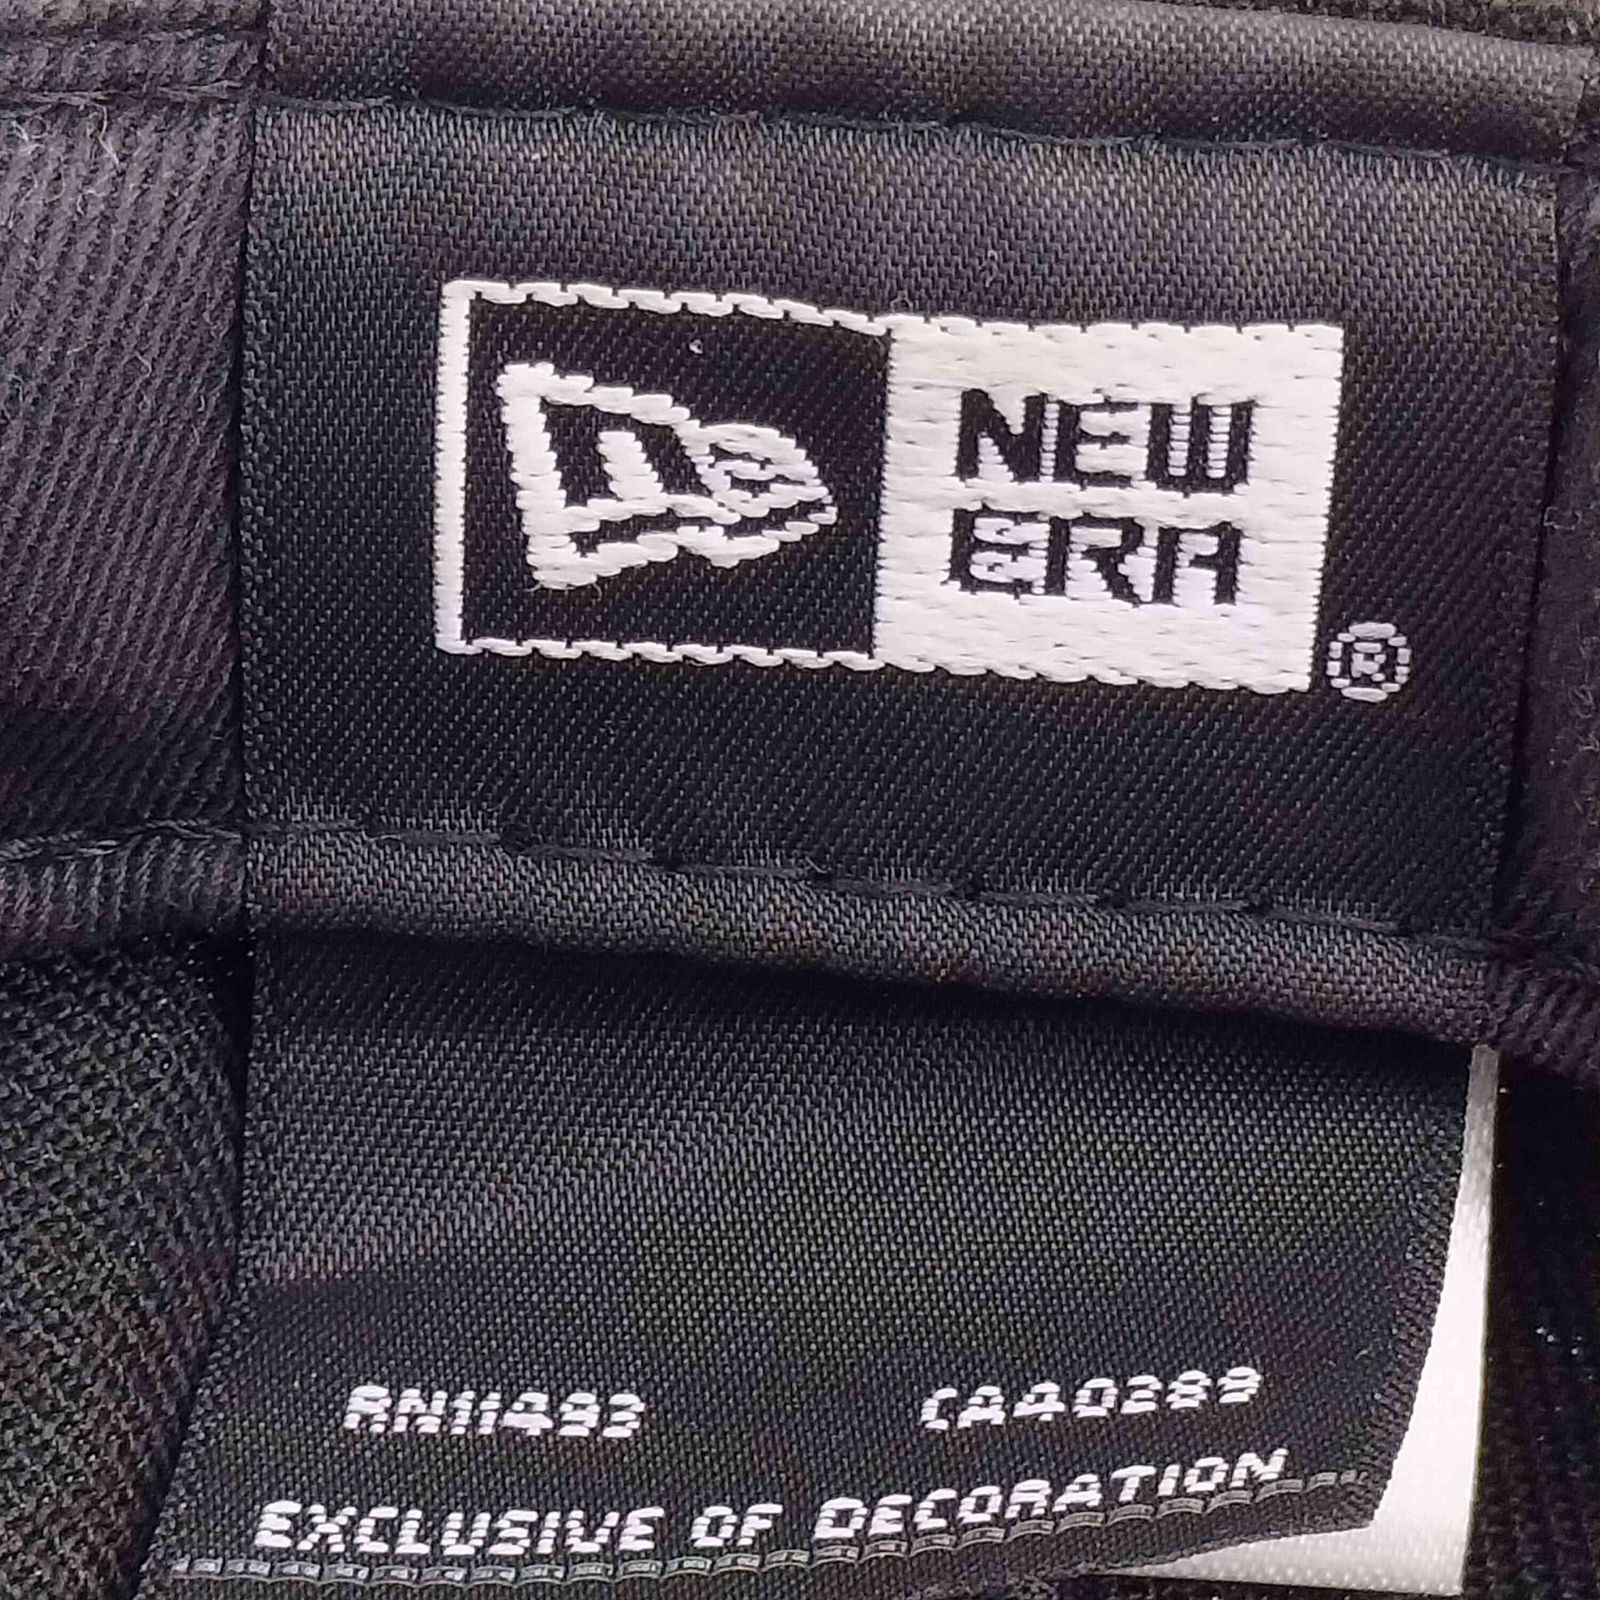 NEW
ERA
®
RN11493 CA40289
EXCLUSIVE OF DECORATION